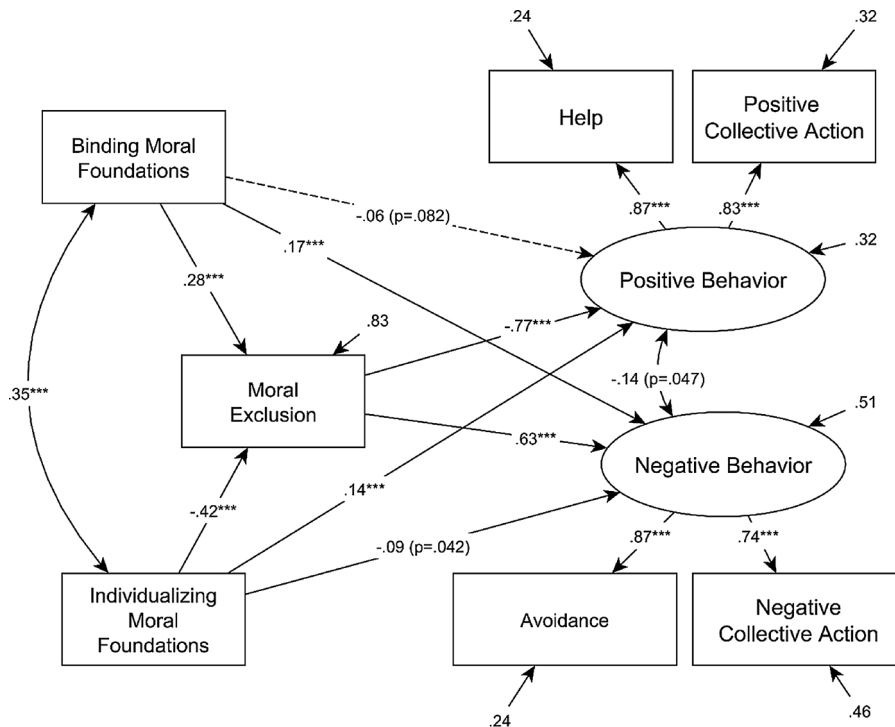 .24
.32
Help
Positive
Collective Action
Binding Moral
Foundations
-.06 (p=.082)
.87***
.83***
.17***
.32
Positive Behavior
.28***
.83
-.77***
Moral
Exclusion
.35***
-.14 (p=.047)
.51
.63***
Negative Behavior
.14***
-.42***
-.09 (p=.042)
.87***
.74***
Individualizing
Moral
Foundations
Avoidance
Negative
Collective Action
.24
.46